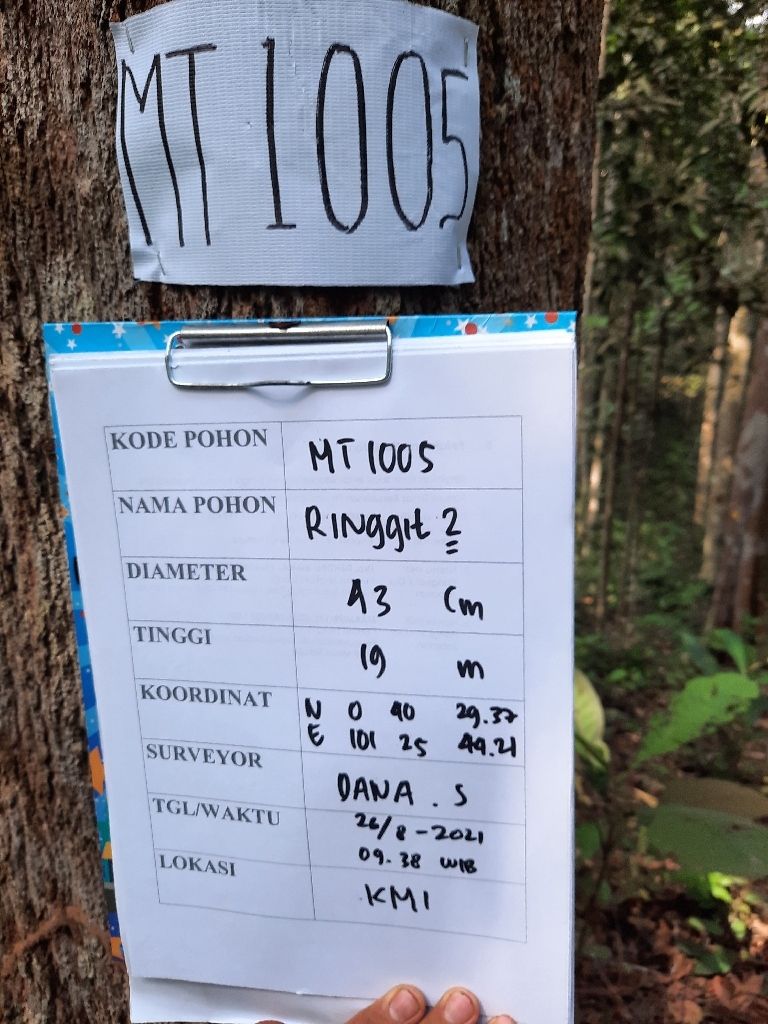 MT 1005
KODE POHON MT 1005
NAMA POHON RINggIt 2
DIAMETER 43 Cm
TINGGI 19 m
KOORDINAT N 0 40 29.37
E 101 25 44.21
SURVEYOR DANA . S
TGL/WAKTU 26/8 - 2021
09.38 WIB
LOKASI KMI